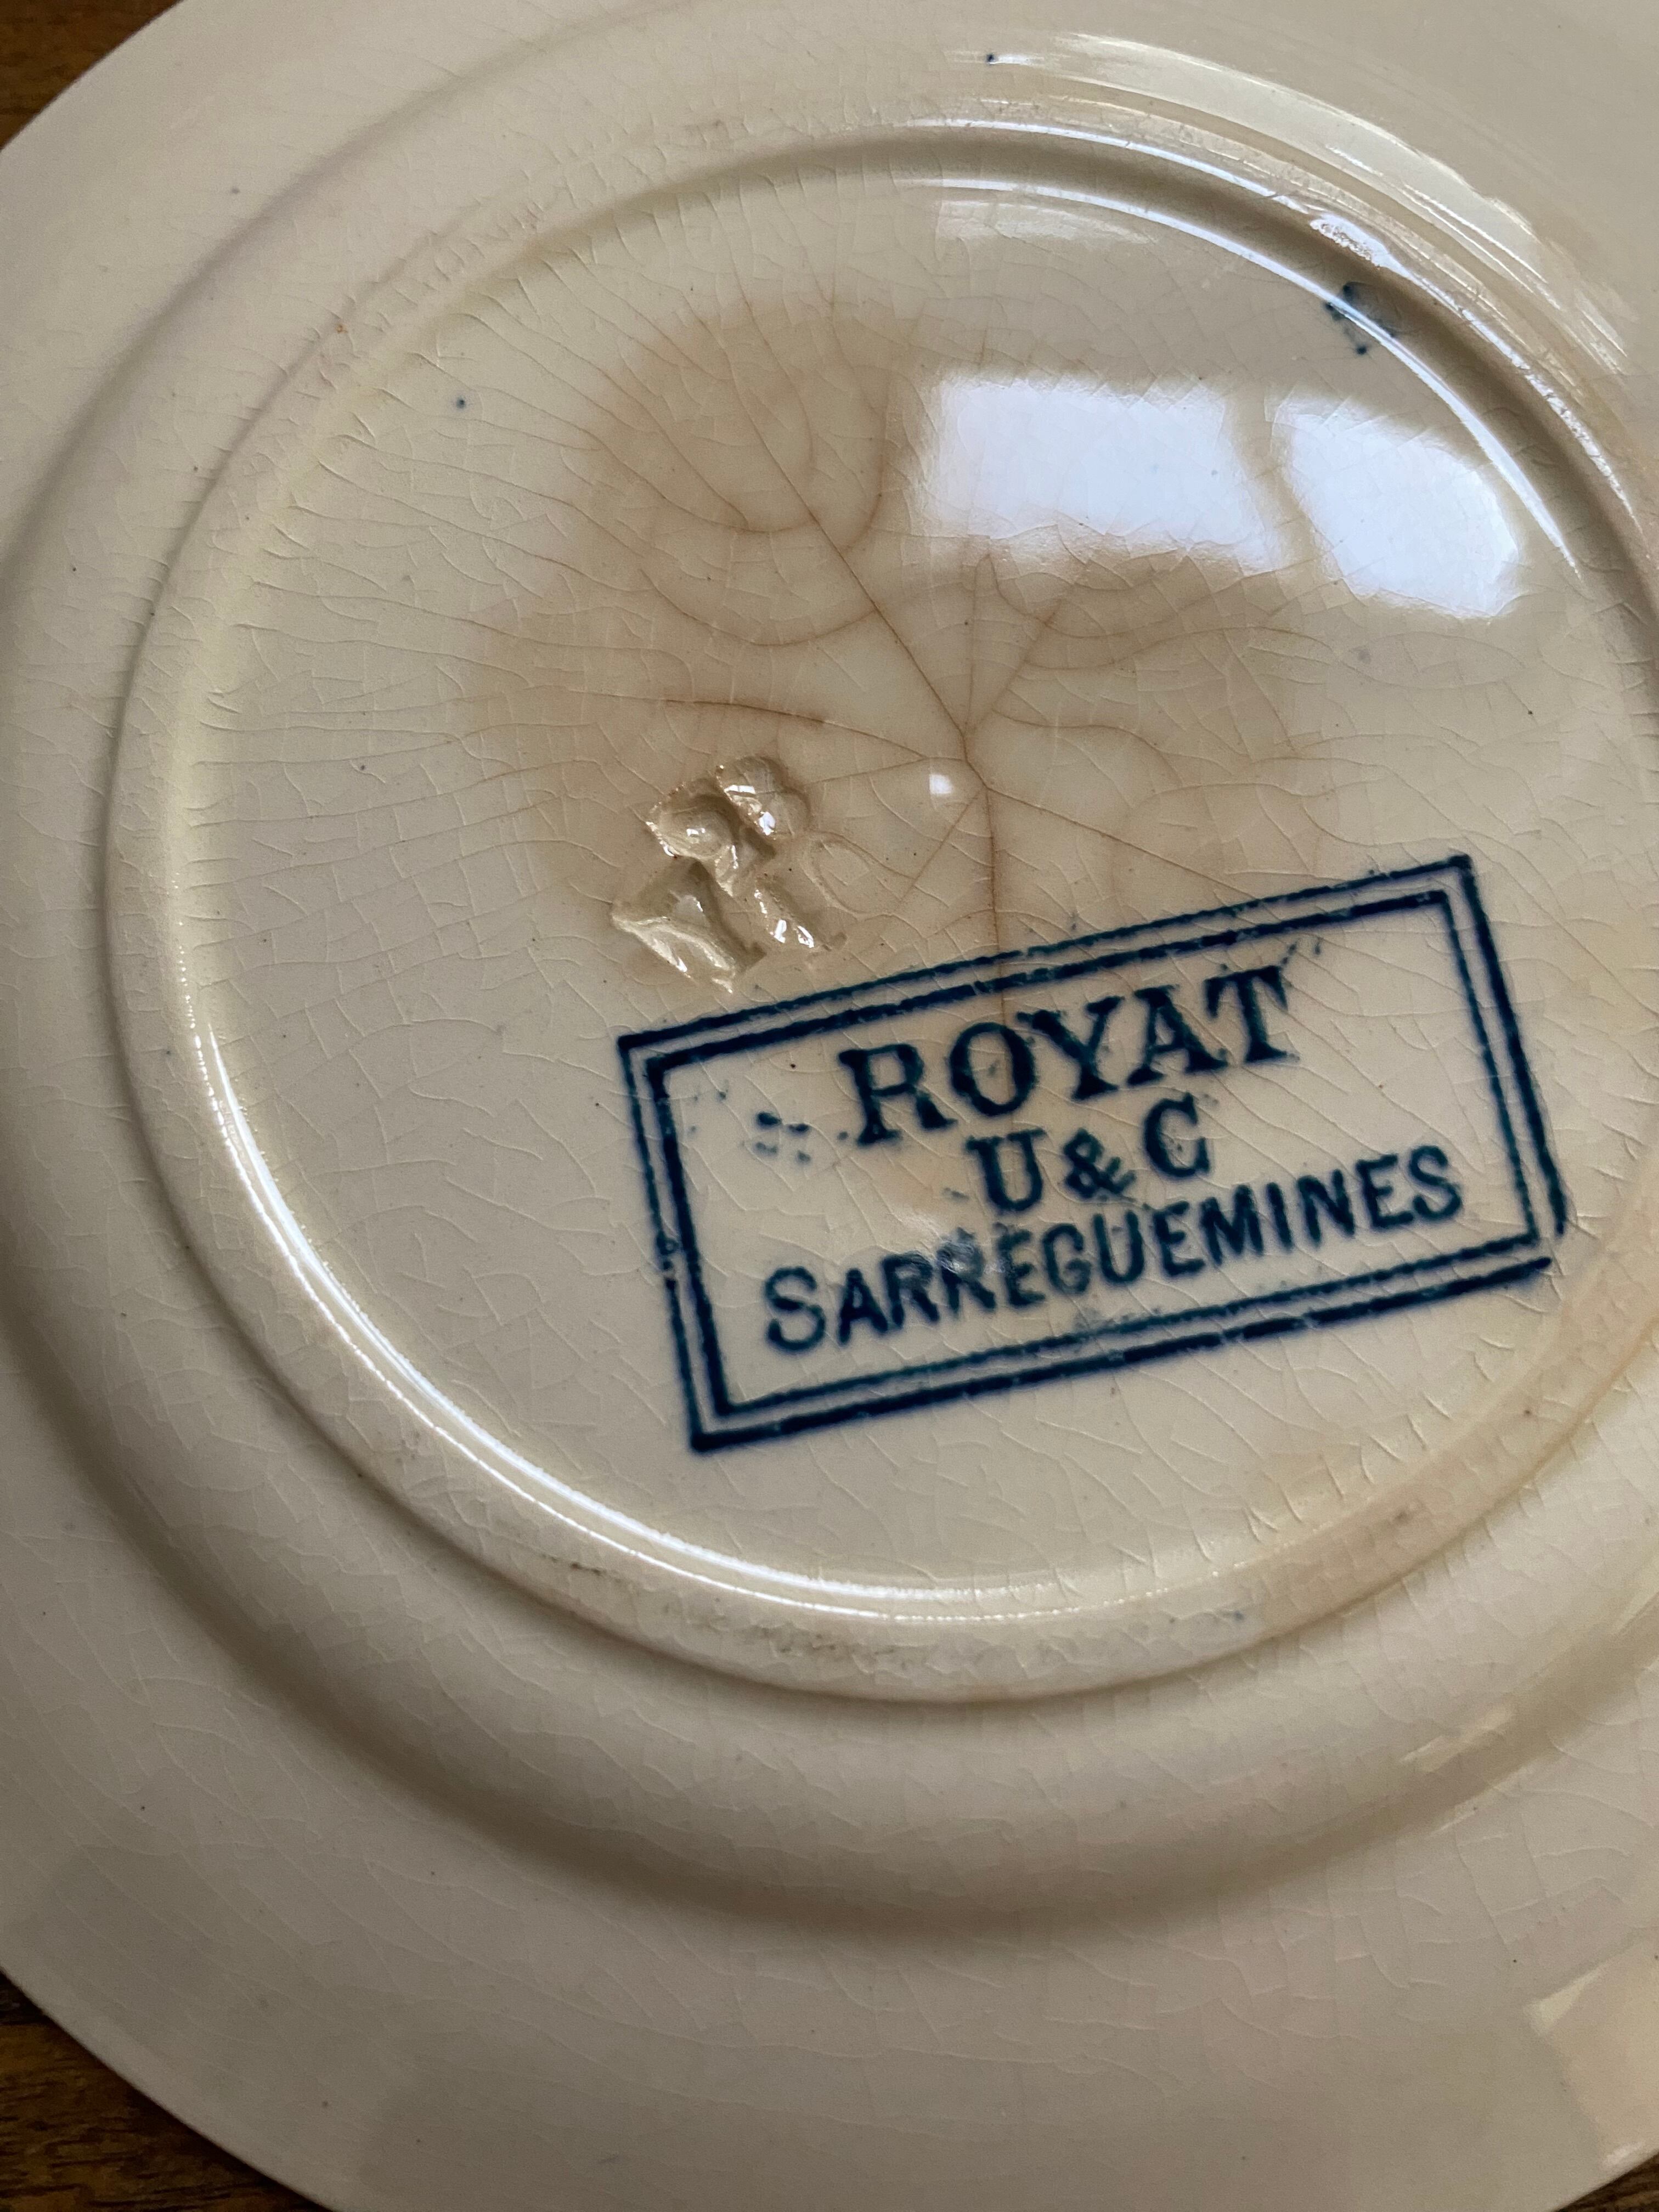 ROYAT
U & C
SARREGUEMINES